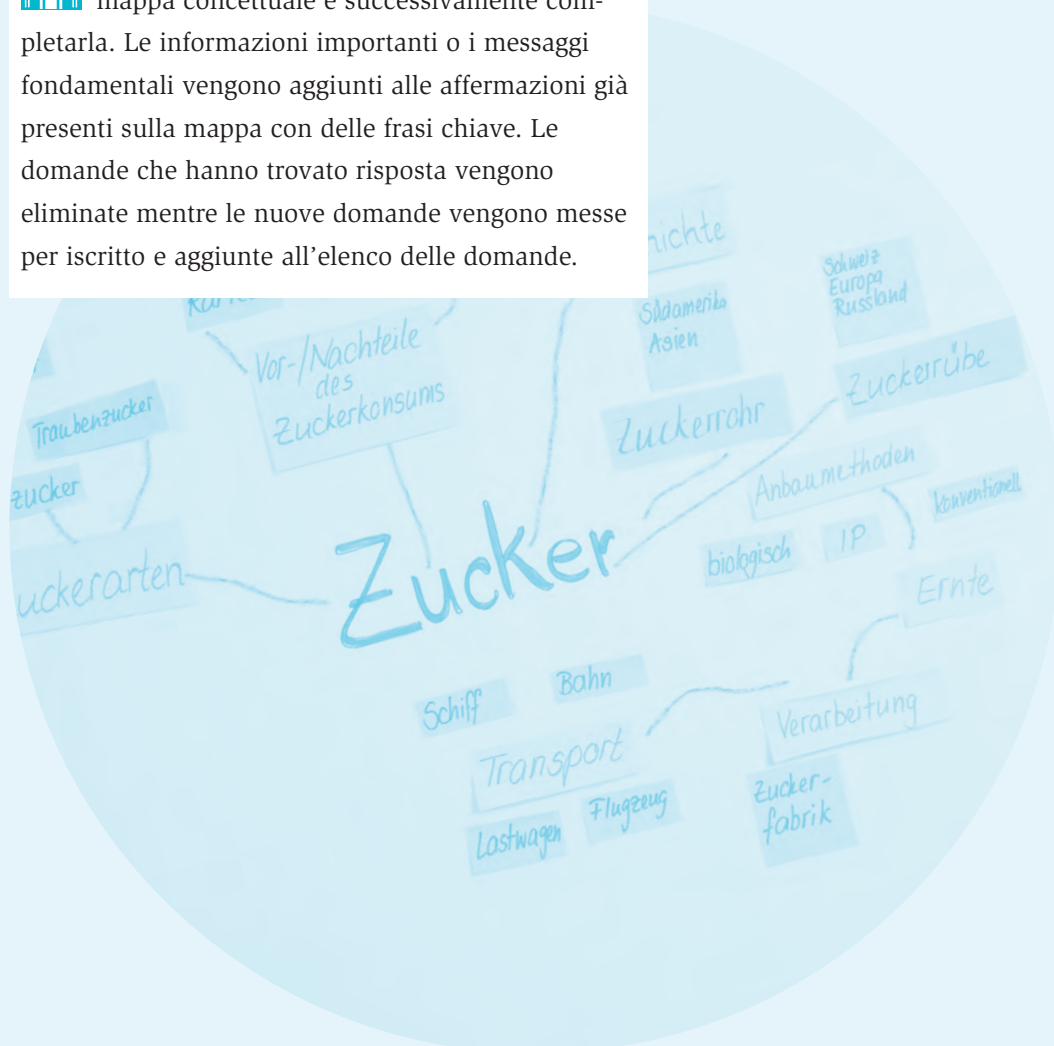 mappa concettuale e successivamente com-
pletarla. Le informazioni importanti o i messaggi
fondamentali vengono aggiunti alle affermazioni già
presenti sulla mappa con delle frasi chiave. Le
domande che hanno trovato risposta vengono
eliminate mentre le nuove domande vengono messe
per iscritto e aggiunte all'elenco delle domande.
Schweiz
Europa
Russland
Südamerika
Asien
Zuckerrübe
Vor-/Nachteile
des
Zuckerkonsums
Traubenzucker
Zuckerrohr
Anbaumethoden
konventionell
zucker
biologisch
IP
Zucker
uckerarten
Ernte
Schiff
Bahn
Verarbeitung
Transport
Zucker-
fabrik
Flugzeug
Lastwagen